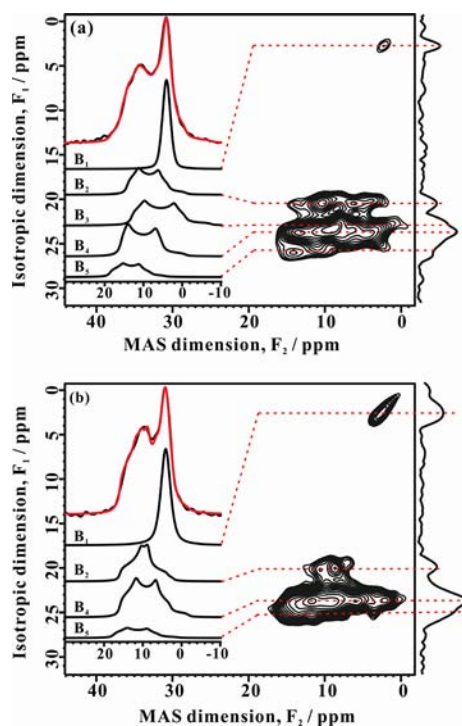 (a)
Isotropic dimension, F₁ / ppm
0
5
10
15
20
25
30
B₁
B₂
B₃
B₄
B₅
20 10 0 -10
40 30 20 10 0
MAS dimension, F₂ / ppm
(b)
Isotropic dimension, F₁ / ppm
0
5
10
15
20
25
30
B₁
B₂
B₄
B₅
20 10 0 -10
40 30 20 10 0
MAS dimension, F₂ / ppm